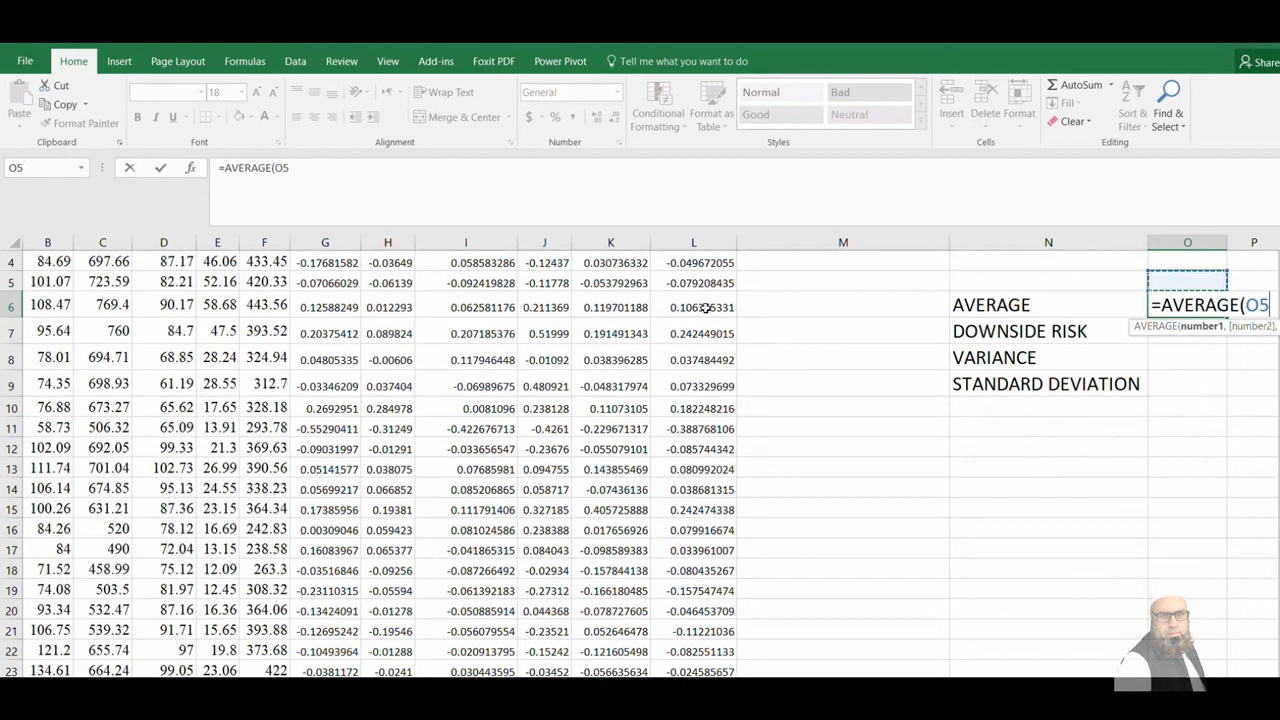 File Home Insert Page Layout Formulas Data Review View Add-ins Foxit PDF Power Pivot Tell me what you want to do Share
Cut
Copy
Format Painter
Paste
Clipboard
18
B I U
Font
Wrap Text
Merge & Center
Alignment
General
$ %
Number
Conditional Formatting
Format as Table
Normal Bad
Good Neutral
Styles
Insert Delete Format
Cells
AutoSum
Fill
Clear
Sort & Filter
Find & Select
Editing
O5 fx =AVERAGE(O5
B C D E F G H I J K L M N O P
4 84.69 697.66 87.17 46.06 433.45 -0.17681582 -0.03649 0.058583286 -0.12437 0.030736332 -0.049672055
5 101.07 723.59 82.21 52.16 420.33 -0.07066029 -0.06139 -0.092419828 -0.11778 -0.053792963 -0.079208435
6 108.47 769.4 90.17 58.68 443.56 0.12588249 0.012293 -0.062581176 0.211369 0.119701188 AVERAGE =AVERAGE(O5
AVERAGE(number1, [number2],
7 95.64 760 84.7 47.5 393.52 0.20375412 0.089824 0.207185376 0.51999 0.191491343 0.242449015 DOWNSIDE RISK
8 78.01 694.71 68.85 28.24 324.94 0.04805335 -0.00606 0.117946448 -0.01092 0.038396285 0.037484492 VARIANCE
9 74.35 698.93 61.19 28.55 312.7 -0.03346209 0.037404 -0.06989675 0.480921 -0.048317974 0.073329699 STANDARD DEVIATION
10 76.88 673.27 65.62 17.65 328.18 0.2692951 0.284978 0.0081096 0.238128 0.11073105 0.182248216
11 58.73 506.32 65.09 13.91 293.78 -0.55290411 -0.31249 -0.422676713 -0.4261 -0.229671317 -0.388768106
12 102.09 692.05 99.33 21.3 369.63 -0.09031997 -0.01291 -0.033656547 -0.23676 -0.055079101 -0.085744342
13 111.74 701.04 102.73 26.99 390.56 0.05141577 0.038075 0.07685981 0.094755 0.143855469 0.080992024
14 106.14 674.85 95.13 24.55 338.23 0.05699217 0.066852 0.085206865 0.058717 -0.07436136 0.038681315
15 100.26 631.21 87.36 23.15 364.34 0.17385952 0.19381 0.111791406 0.327185 0.405725888 0.242474338
16 84.26 520 78.12 16.69 242.83 0.00309046 0.059423 0.081024586 0.238388 0.017656926 0.079916674
17 84 490 72.04 13.15 238.58 0.16083967 0.065377 -0.041865315 0.084043 -0.098589383 0.033961007
18 71.52 458.99 75.12 12.09 263.3 -0.03516846 -0.09256 -0.087266492 -0.02934 -0.157844138 -0.080435267
19 74.08 503.5 81.97 12.45 308.32 -0.23110315 -0.05594 -0.061392183 -0.27312 -0.166180485 -0.157547474
20 93.34 532.47 87.16 16.36 364.06 -0.13424091 -0.01278 -0.050885914 0.044368 -0.078727605 -0.046453709
21 106.75 539.32 91.71 15.65 393.88 -0.12695242 -0.19546 -0.056079554 -0.23521 0.052646478 -0.11221036
22 121.2 655.74 97 19.8 373.68 -0.10493964 -0.01288 -0.020913795 -0.15242 -0.121605498 -0.082551133
23 134.61 664.24 99.05 23.06 422 -0.0381172 -0.0241 0.030443595 -0.03452 -0.056635634 -0.024585657